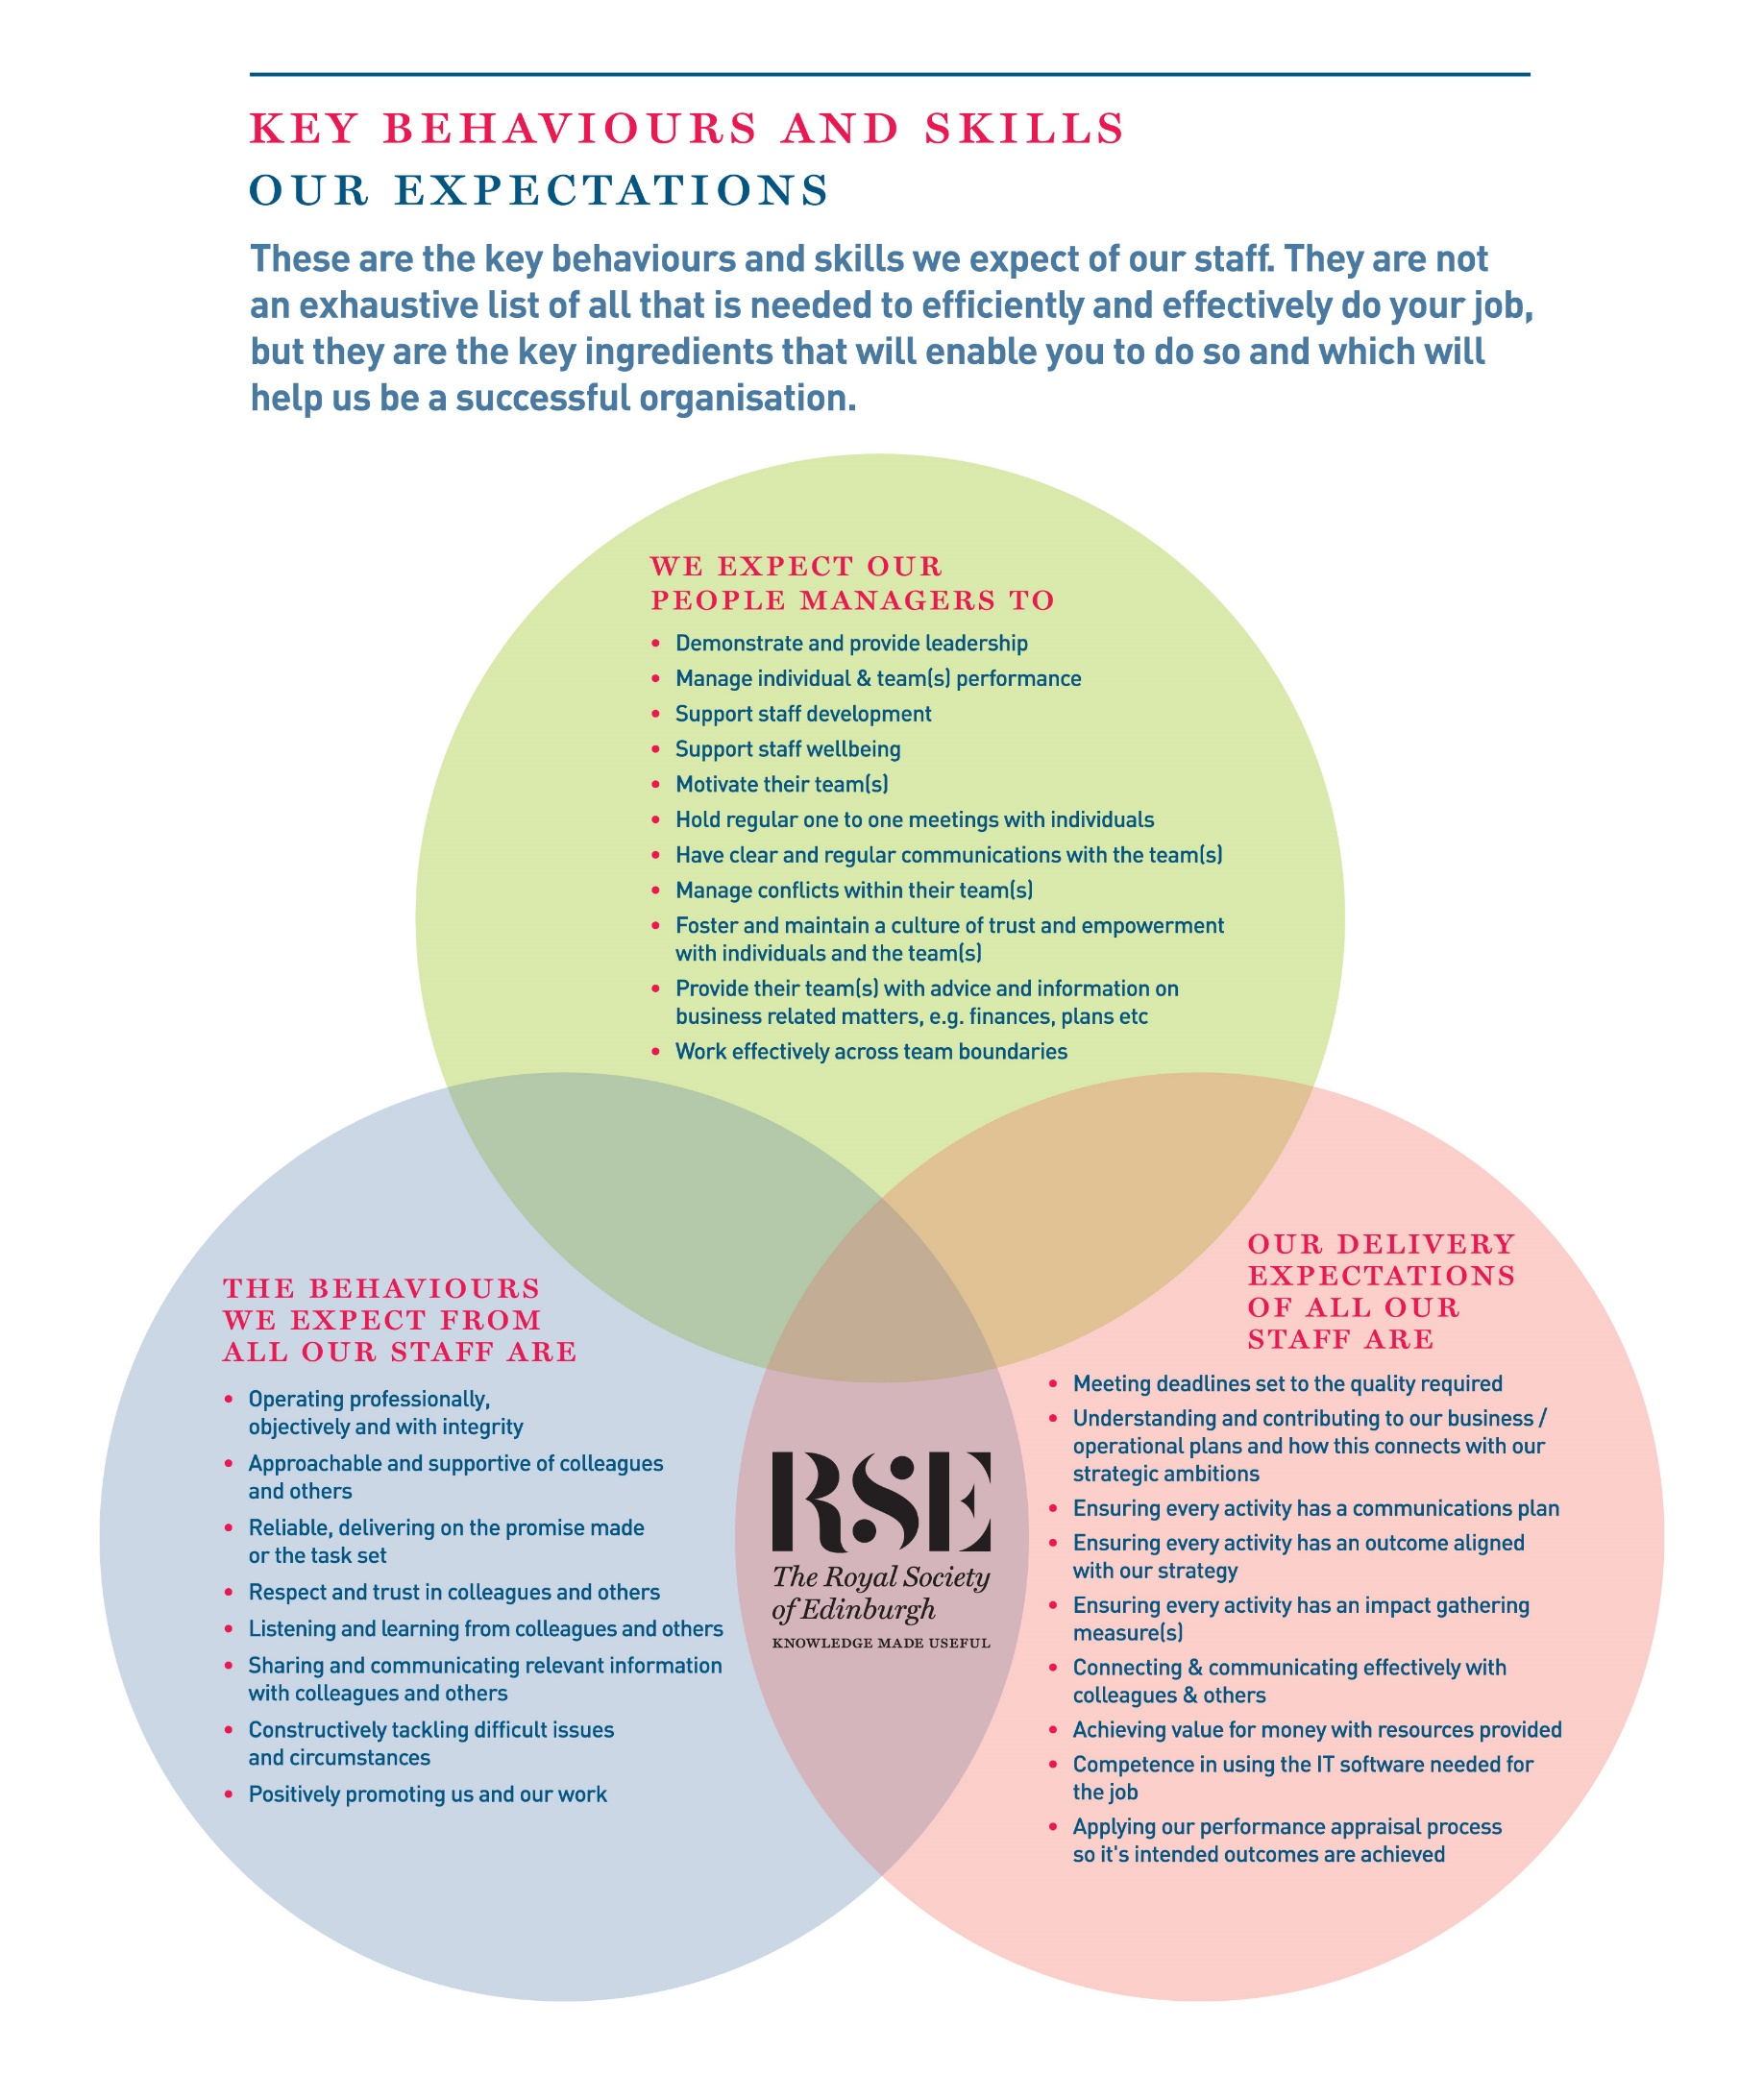 KEY BEHAVIOURS AND SKILLS
OUR EXPECTATIONS
These are the key behaviours and skills we expect of our staff. They are not
an exhaustive list of all that is needed to efficiently and effectively do your job,
but they are the key ingredients that will enable you to do so and which will
help us be a successful organisation.
WE EXPECT OUR
PEOPLE MANAGERS TO
• Demonstrate and provide leadership
• Manage individual & team(s) performance
• Support staff development
• Support staff wellbeing
• Motivate their team(s)
• Hold regular one to one meetings with individuals
• Have clear and regular communications with the team(s)
• Manage conflicts within their team(s)
• Foster and maintain a culture of trust and empowerment
with individuals and the team(s)
• Provide their team(s) with advice and information on
business related matters, e.g. finances, plans etc
• Work effectively across team boundaries
THE BEHAVIOURS
WE EXPECT FROM
ALL OUR STAFF ARE
• Operating professionally,
objectively and with integrity
• Approachable and supportive of colleagues
and others
• Reliable, delivering on the promise made
or the task set
• Respect and trust in colleagues and others
• Listening and learning from colleagues and others
• Sharing and communicating relevant information
with colleagues and others
• Constructively tackling difficult issues
and circumstances
• Positively promoting us and our work
RSE
The Royal Society
of Edinburgh
KNOWLEDGE MADE USEFUL
OUR DELIVERY
EXPECTATIONS
OF ALL OUR
STAFF ARE
• Meeting deadlines set to the quality required
• Understanding and contributing to our business /
operational plans and how this connects with our
strategic ambitions
• Ensuring every activity has a communications plan
• Ensuring every activity has an outcome aligned
with our strategy
• Ensuring every activity has an impact gathering
measure(s)
• Connecting & communicating effectively with
colleagues & others
• Achieving value for money with resources provided
• Competence in using the IT software needed for
the job
• Applying our performance appraisal process
so it's intended outcomes are achieved